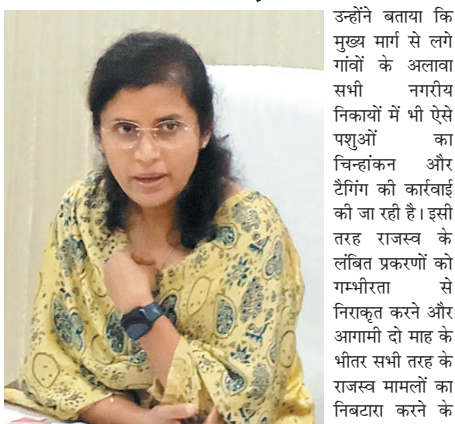 उन्होंने बताया कि
मुख्य मार्ग से लगे
गांवों के अलावा
सभी नगरीय
निकायों में भी ऐसे
पशुओं का
चिन्हांकन और
टैगिंग की कार्रवाई
की जा रही है। इसी
तरह राजस्व के
लंबित प्रकरणों को
गम्भीरता से
निराकृत करने और
आगामी दो माह के
भीतर सभी तरह के
राजस्व मामलों का
निबटारा करने के